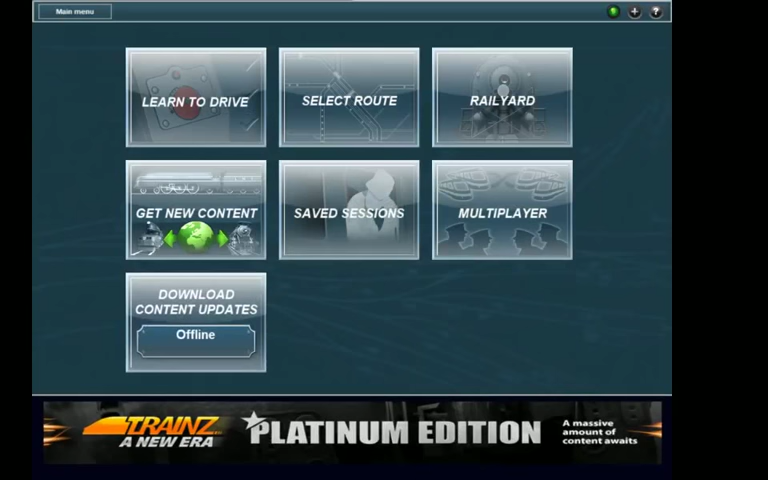 Main menu
LEARN TO DRIVE
SELECT ROUTE
RAILYARD
GET NEW CONTENT
SAVED SESSIONS
MULTIPLAYER
DOWNLOAD
CONTENT UPDATES
Offline
TRAINZ
A NEW ERA
PLATINUM EDITION
A massive
amount of
content awaits